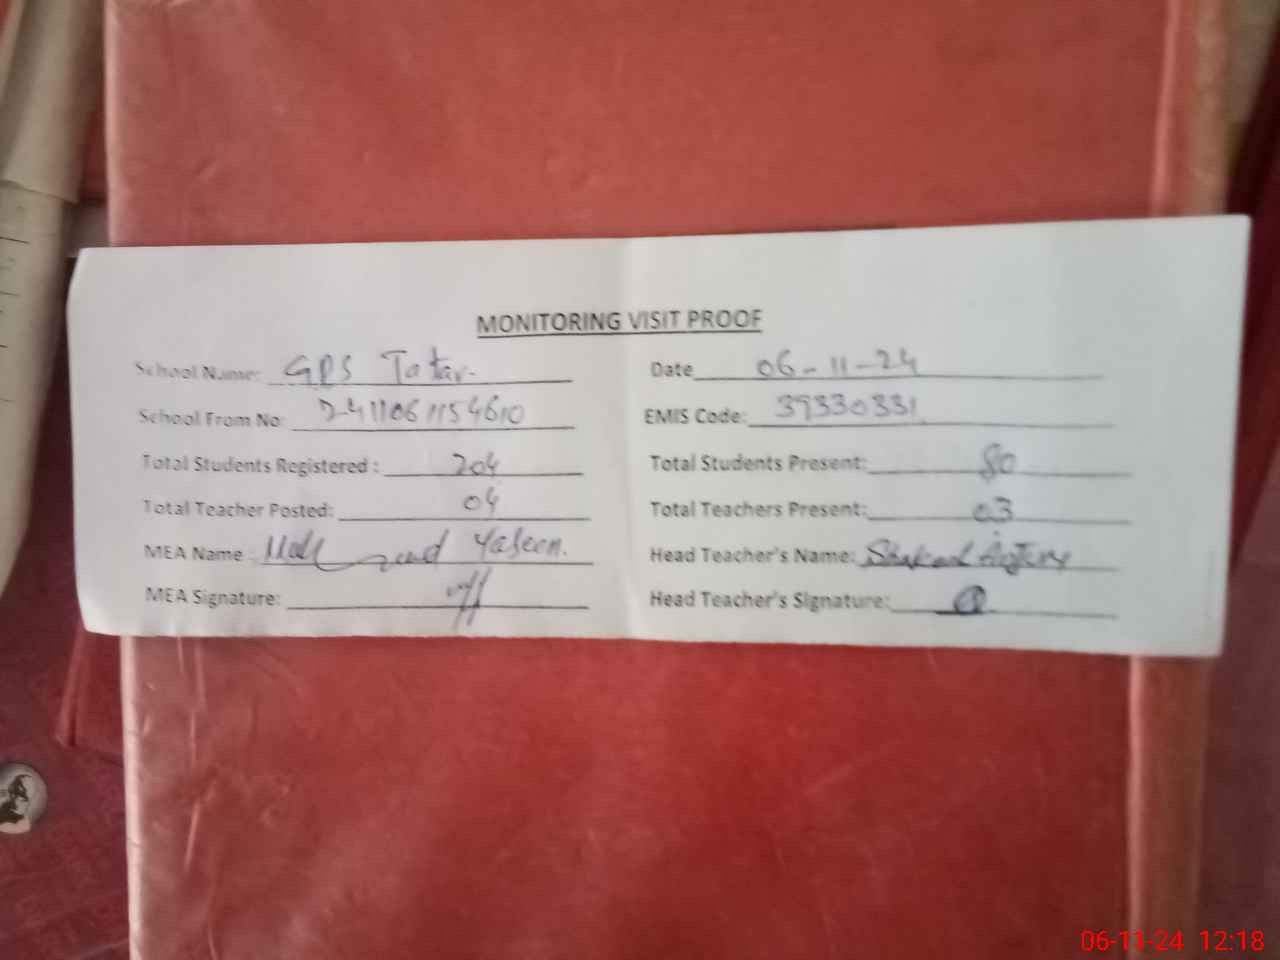 MONITORING VISIT PROOF
School Name: GPS Tatar. Date 06-11-24
School From No: 2411061154610 EMIS Code: 39330331
Total Students Registered : 204 Total Students Present: 80
Total Teacher Posted: 04 Total Teachers Present: 03
MEA Name : Yaseen. Head Teacher's Name:
MEA Signature: Head Teacher's Signature:
06-11-24 12:18